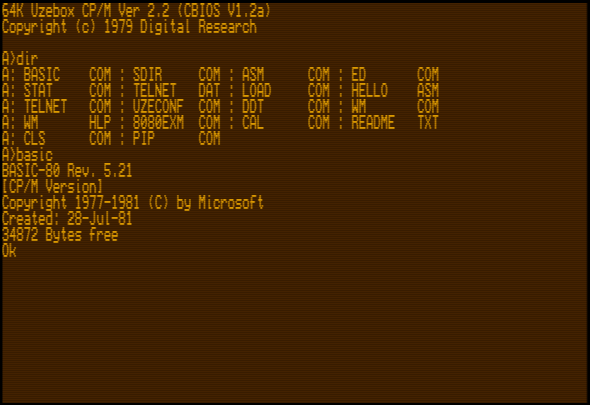 64K Uzebox CP/M Ver 2.2 (CBIOS V1.2a)
Copyright (c) 1979 Digital Research
A>dir
A: BASIC    COM : SDIR     COM : ASM      COM : ED       COM
A: STAT     COM : TELNET   DAT : LOAD     COM : HELLO    ASM
A: TELNET   COM : UZECONF  COM : DDT      COM : WM       COM
A: WM       HLP : 8080EXM  COM : CAL      COM : README   TXT
A: CLS      COM : PIP      COM
A>basic
BASIC-80 Rev. 5.21
[CP/M Version]
Copyright 1977-1981 (C) by Microsoft
Created: 28-Jul-81
34872 Bytes free
Ok